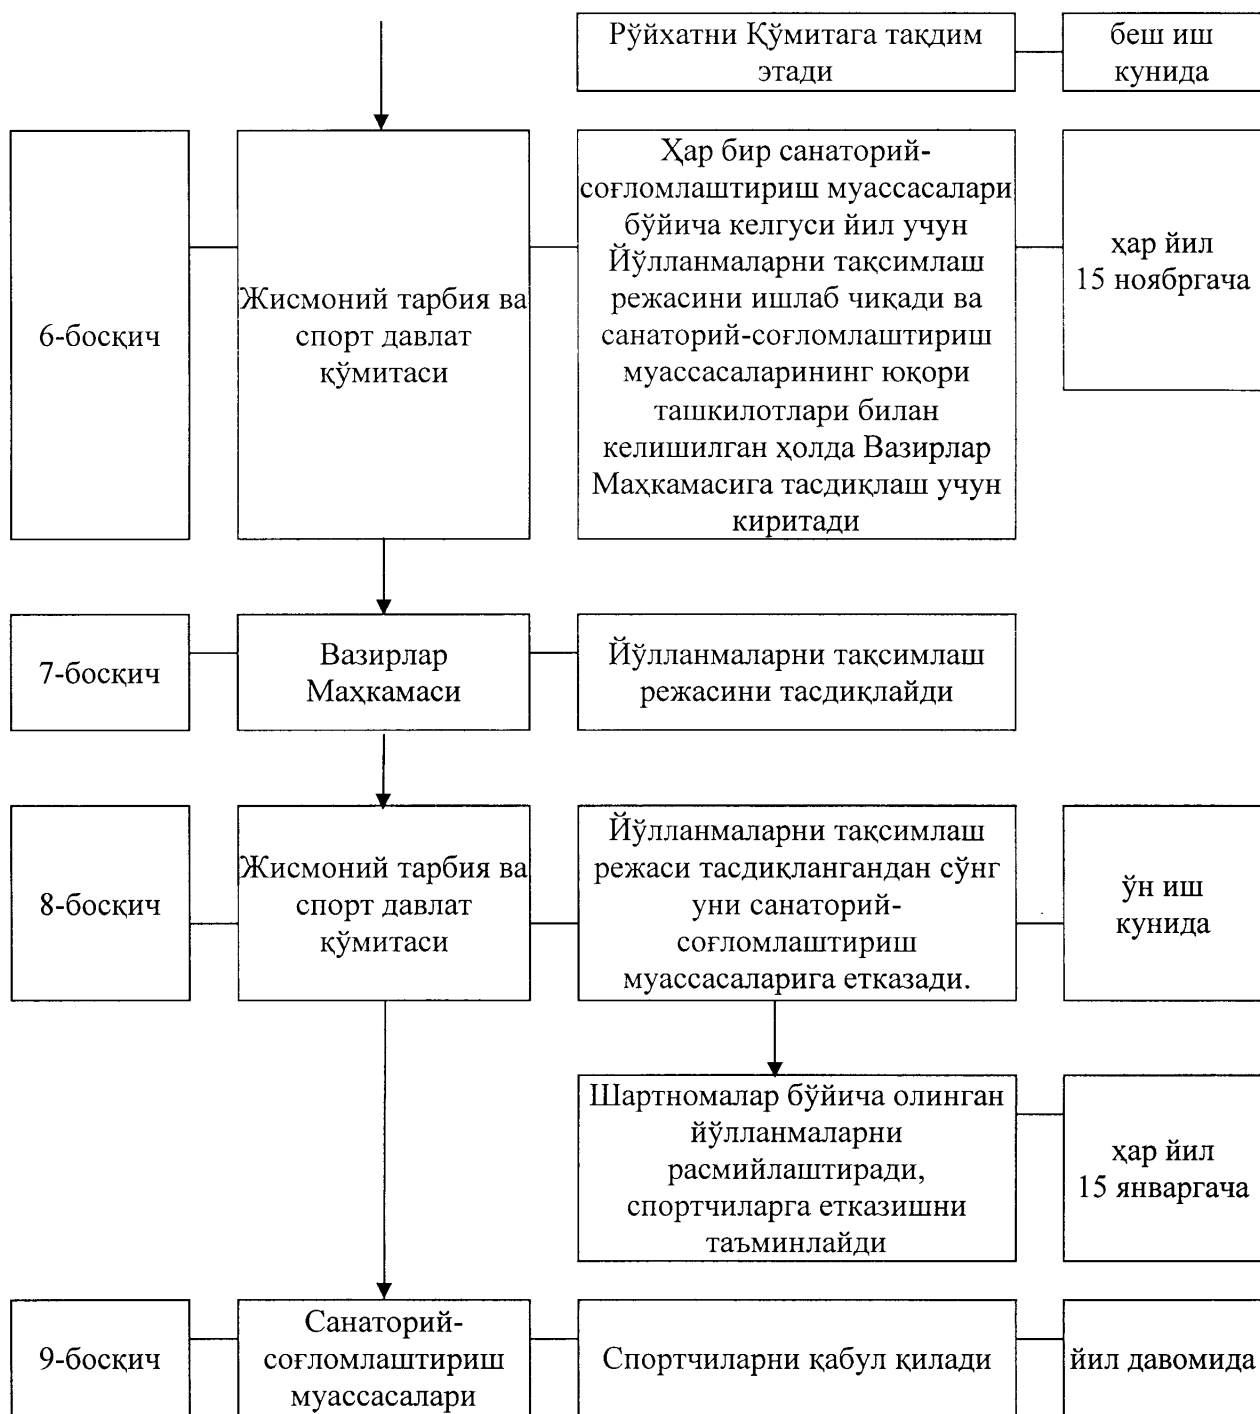 Рўйхатни Қўмитага тақдим
этади
беш иш
кунида
6-босқич
Жисмоний тарбия ва
спорт давлат
қўмитаси
Ҳар бир санаторий-
соғломлаштириш муассасалари
бўйича келгуси йил учун
Йўлланмаларни тақсимлаш
режасини ишлаб чиқади ва
санаторий-соғломлаштириш
муассасаларининг юқори
ташкилотлари билан
келишилган ҳолда Вазирлар
Маҳкамасига тасдиқлаш учун
киритади
ҳар йил
15 ноябргача
7-босқич
Вазирлар
Маҳкамаси
Йўлланмаларни тақсимлаш
режасини тасдиқлайди
8-босқич
Жисмоний тарбия ва
спорт давлат
қўмитаси
Йўлланмаларни тақсимлаш
режаси тасдиқлангандан сўнг
уни санаторий-
соғломлаштириш
муассасаларига етказади.
ўн иш
кунида
Шартномалар бўйича олинган
йўлланмаларни
расмийлаштиради,
спортчиларга етказишни
таъминлайди
ҳар йил
15 январгача
9-босқич
Санаторий-
соғломлаштириш
муассасалари
Спортчиларни қабул қилади
йил давомида